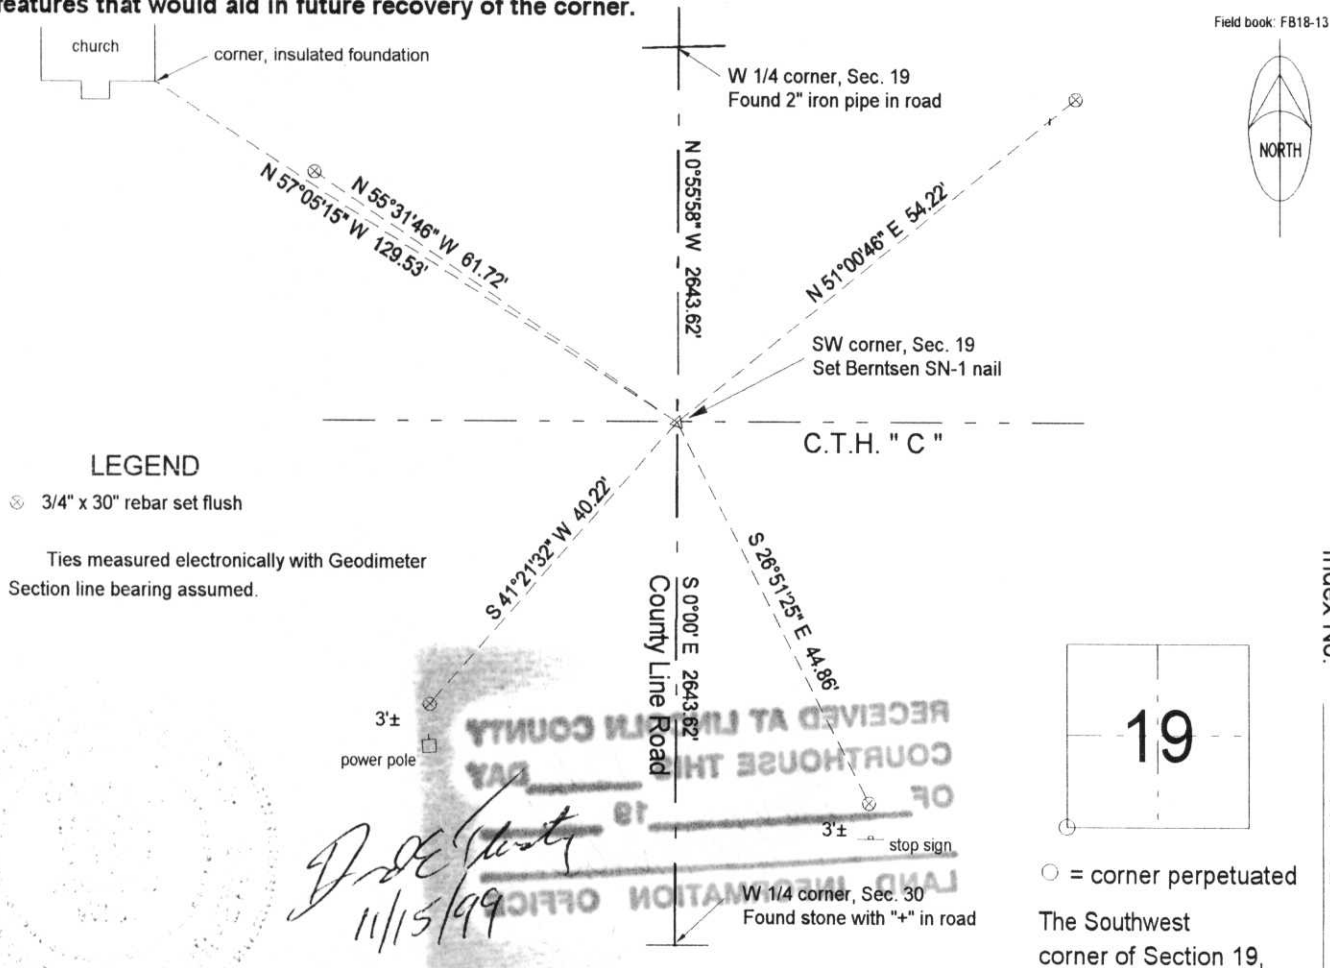 features that would aid in future recovery of the corner.
Field book: FB18-13
church
corner, insulated foundation
W 1/4 corner, Sec. 19
Found 2" iron pipe in road
NORTH
N 57°05'15" W 129.53'
N 55°31'46" W 61.72'
N 0°55'58" W 2643.62'
N 51°00'46" E 54.22'
SW corner, Sec. 19
Set Berntsen SN-1 nail
C.T.H. " C "
LEGEND
3/4" x 30" rebar set flush
Ties measured electronically with Geodimeter
Section line bearing assumed.
S 41°21'32" W 40.22'
S 0°00' E 2643.62'
County Line Road
S 26°51'25" E 44.86'
Index No.
3'±
power pole
RECEIVED AT LINCOLN COUNTY
COURTHOUSE THIS DAY
OF 19
LAND INFORMATION OFFICE
3'±
stop sign
11/15/99
W 1/4 corner, Sec. 30
Found stone with "+" in road
19
= corner perpetuated
The Southwest
corner of Section 19,